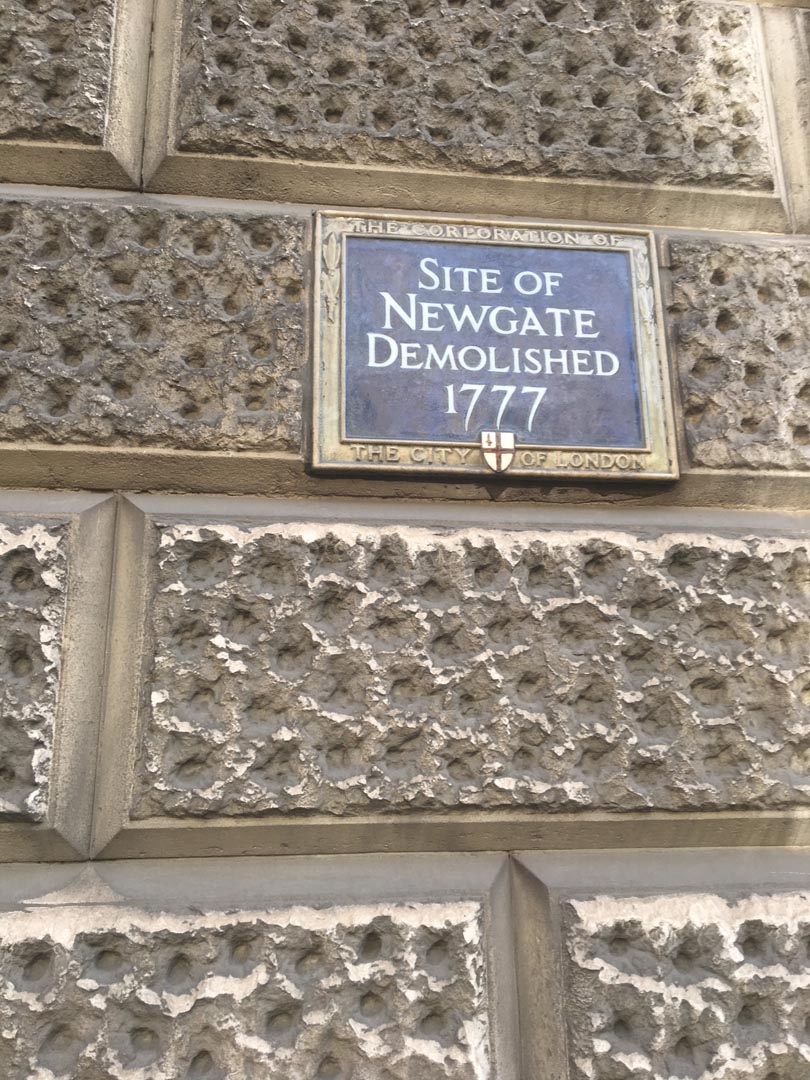 THE CORPORATION OF
SITE OF
NEWGATE
DEMOLISHED
1777
THE CITY OF LONDON